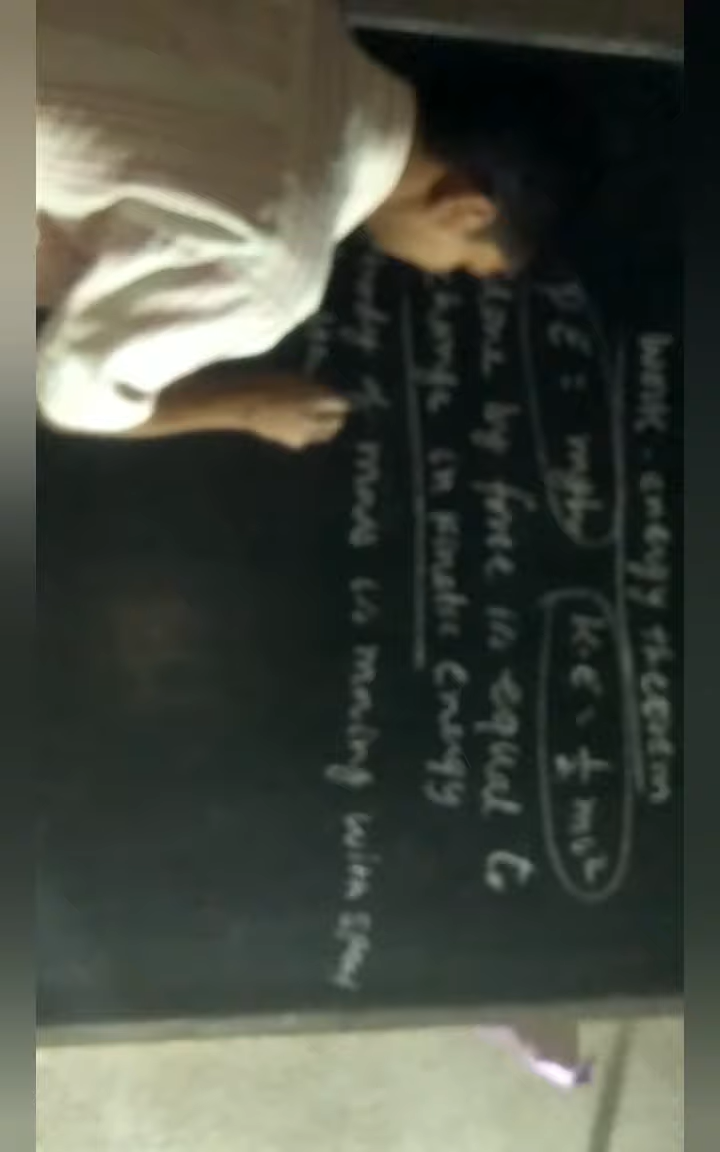 Work-energy theorem
P.E = mgh K.E = 1/2 mv²
done by force is equal to
change in kinetic energy
body of mass is moving with